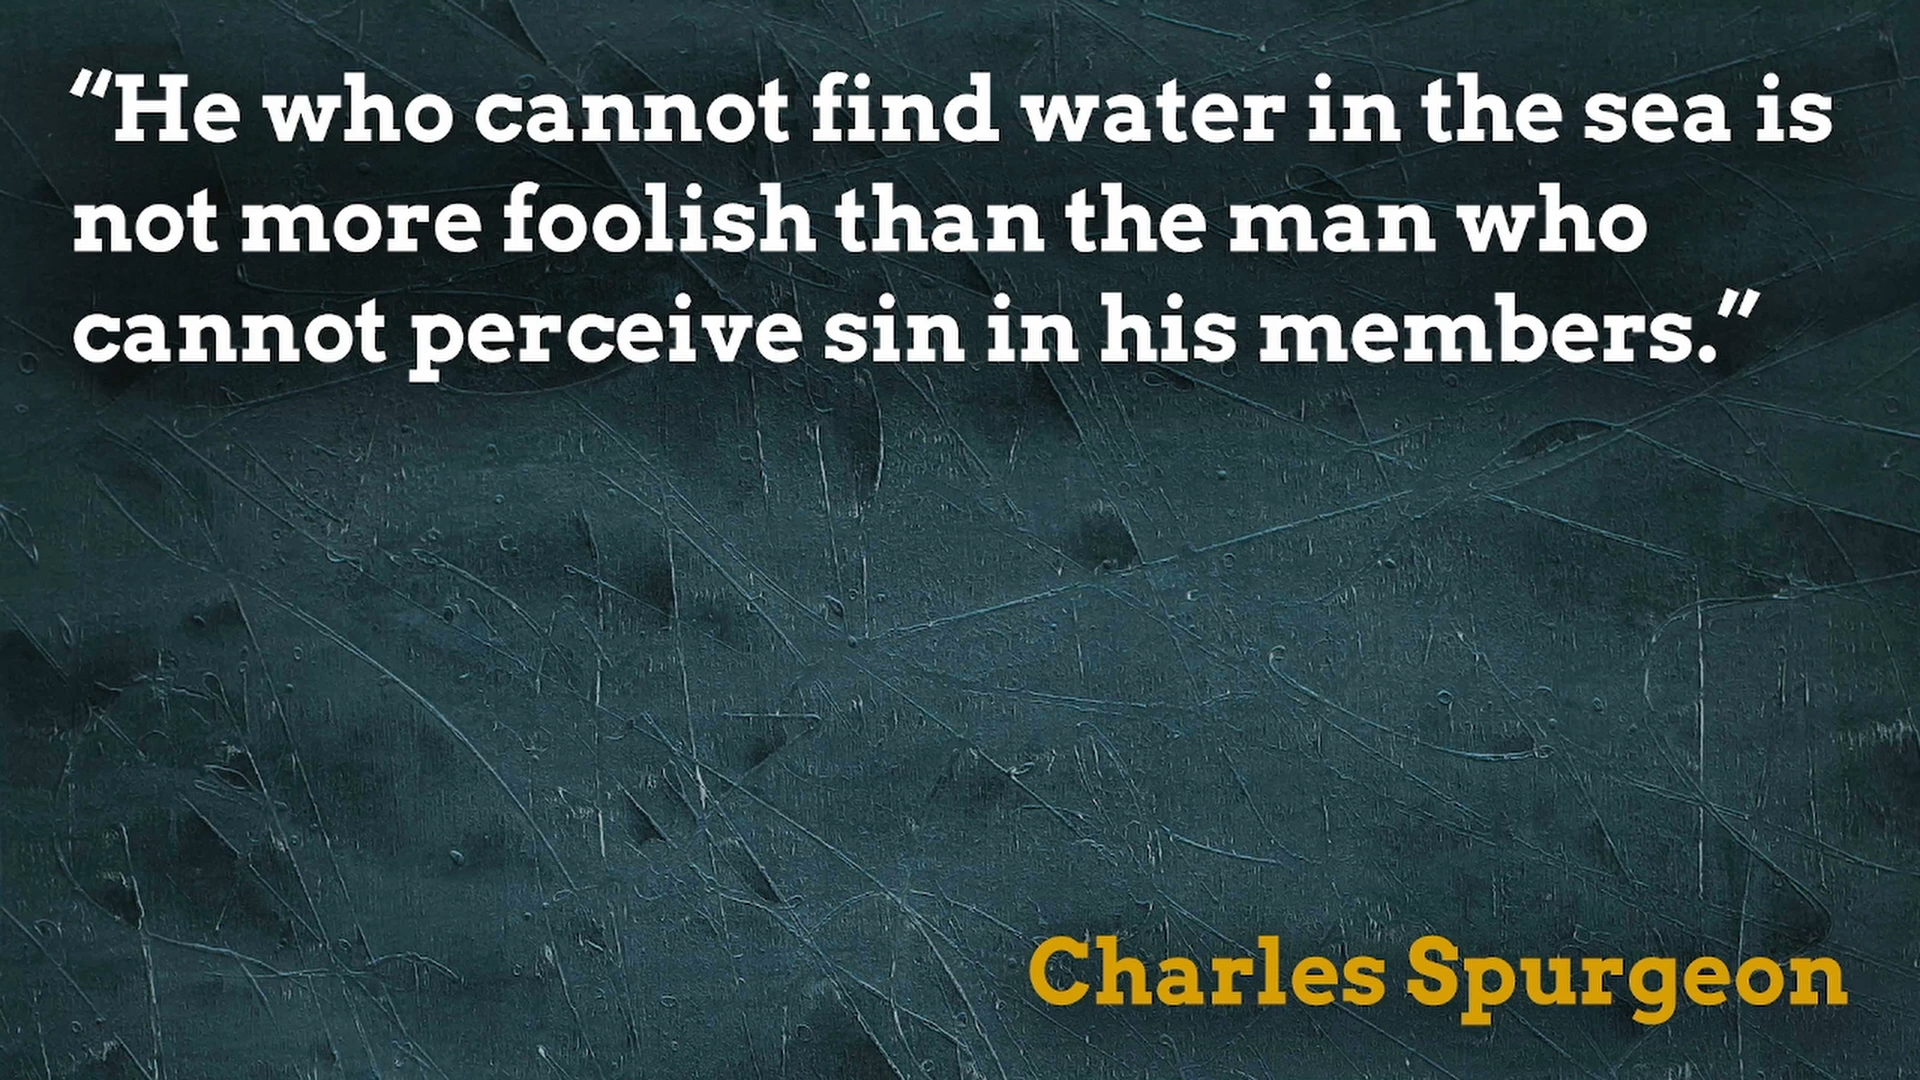 “He who cannot find water in the sea is
not more foolish than the man who
cannot perceive sin in his members.”
Charles Spurgeon